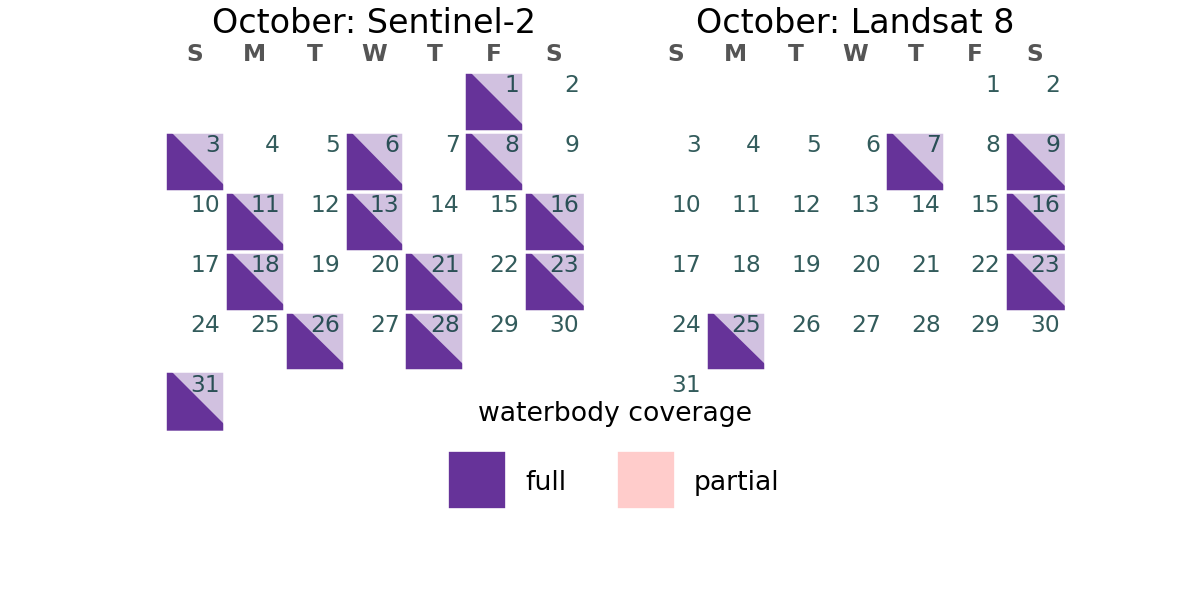 October: Sentinel-2
S M T W T F S
1 2
3 4 5 6 7 8 9
10 11 12 13 14 15 16
17 18 19 20 21 22 23
24 25 26 27 28 29 30
31
October: Landsat 8
S M T W T F S
1 2
3 4 5 6 7 8 9
10 11 12 13 14 15 16
17 18 19 20 21 22 23
24 25 26 27 28 29 30
31
waterbody coverage
full partial